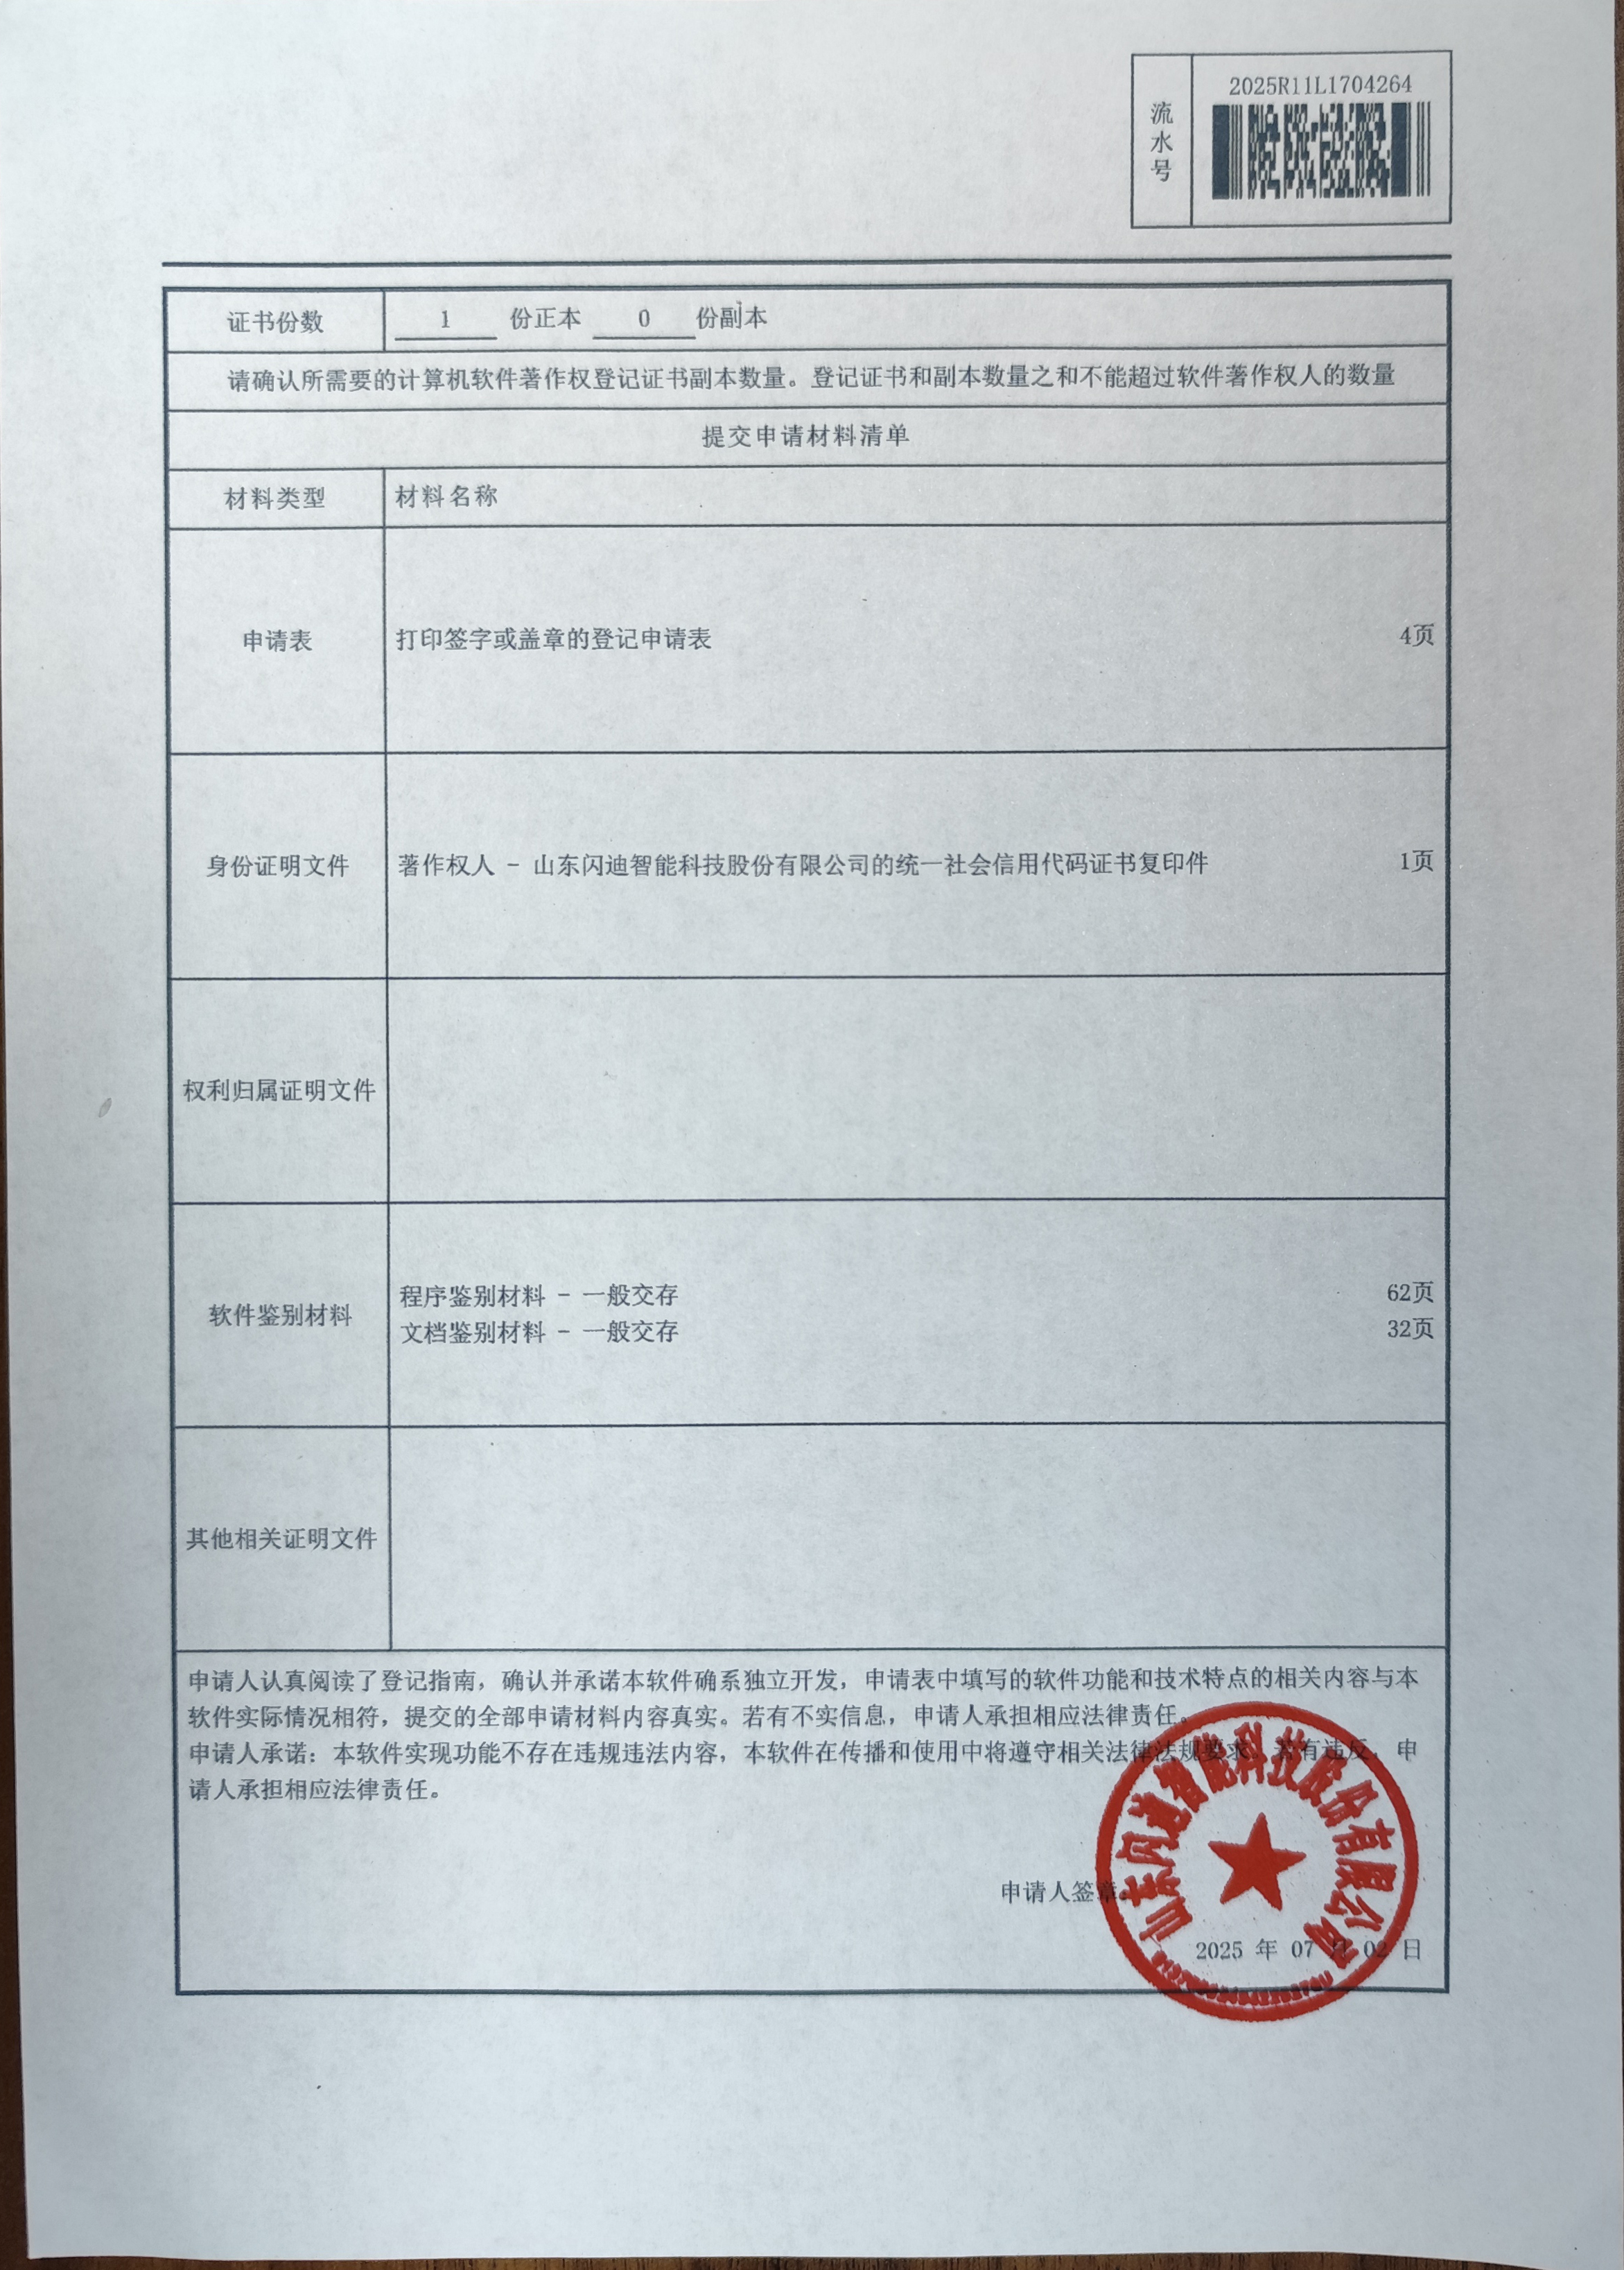 流水号
2025R11L1704264
证书份数 1 份正本 0 份副本
请确认所需要的计算机软件著作权登记证书副本数量。登记证书和副本数量之和不能超过软件著作权人的数量
提交申请材料清单
材料类型 材料名称
申请表 打印签字或盖章的登记申请表 4页
身份证明文件 著作权人 - 山东闪迪智能科技股份有限公司的统一社会信用代码证书复印件 1页
权利归属证明文件
软件鉴别材料
程序鉴别材料 - 一般交存 62页
文档鉴别材料 - 一般交存 32页
其他相关证明文件
申请人认真阅读了登记指南，确认并承诺本软件确系独立开发，申请表中填写的软件功能和技术特点的相关内容与本
软件实际情况相符，提交的全部申请材料内容真实。若有不实信息，申请人承担相应法律责任。
申请人承诺：本软件实现功能不存在违规违法内容，本软件在传播和使用中将遵守相关法律法规要求，若有违反，申
请人承担相应法律责任。
申请人签章
2025 年 07 月 02 日
山东闪迪智能科技股份有限公司